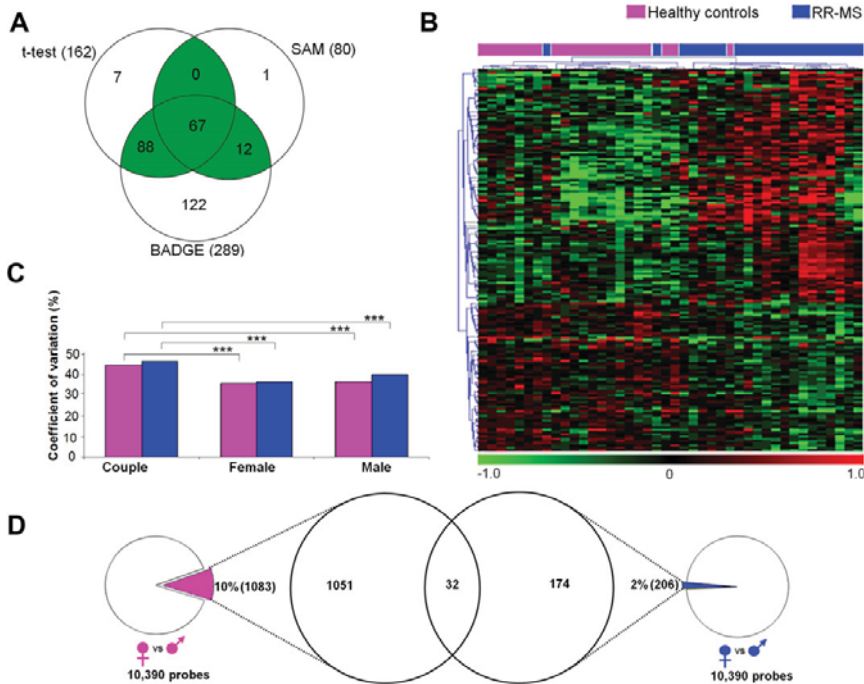 A
t-test (162)
SAM (80)
7
0
1
67
88
12
122
BADGE (289)
B
Healthy controls
RR-MS
-1.0
0
1.0
C
Coefficient of variation (%)
50
40
30
20
10
0
***
***
***
***
Couple
Female
Male
D
10% (1083)
1051
32
174
2% (206)
♀ vs ♂
10,390 probes
♀ vs ♂
10,390 probes